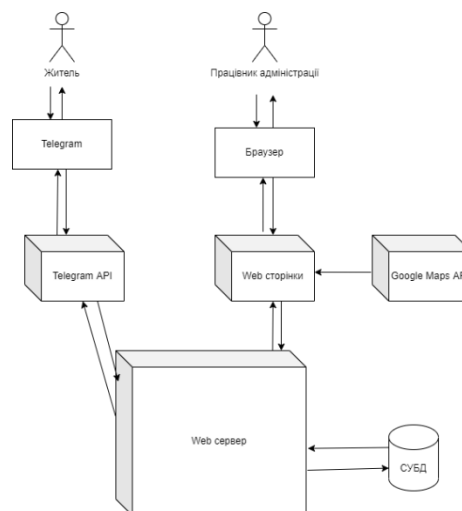 Житель
Працівник адміністрації
Telegram
Браузер
Telegram API
Web сторінки
Google Maps AP
Web сервер
СУБД